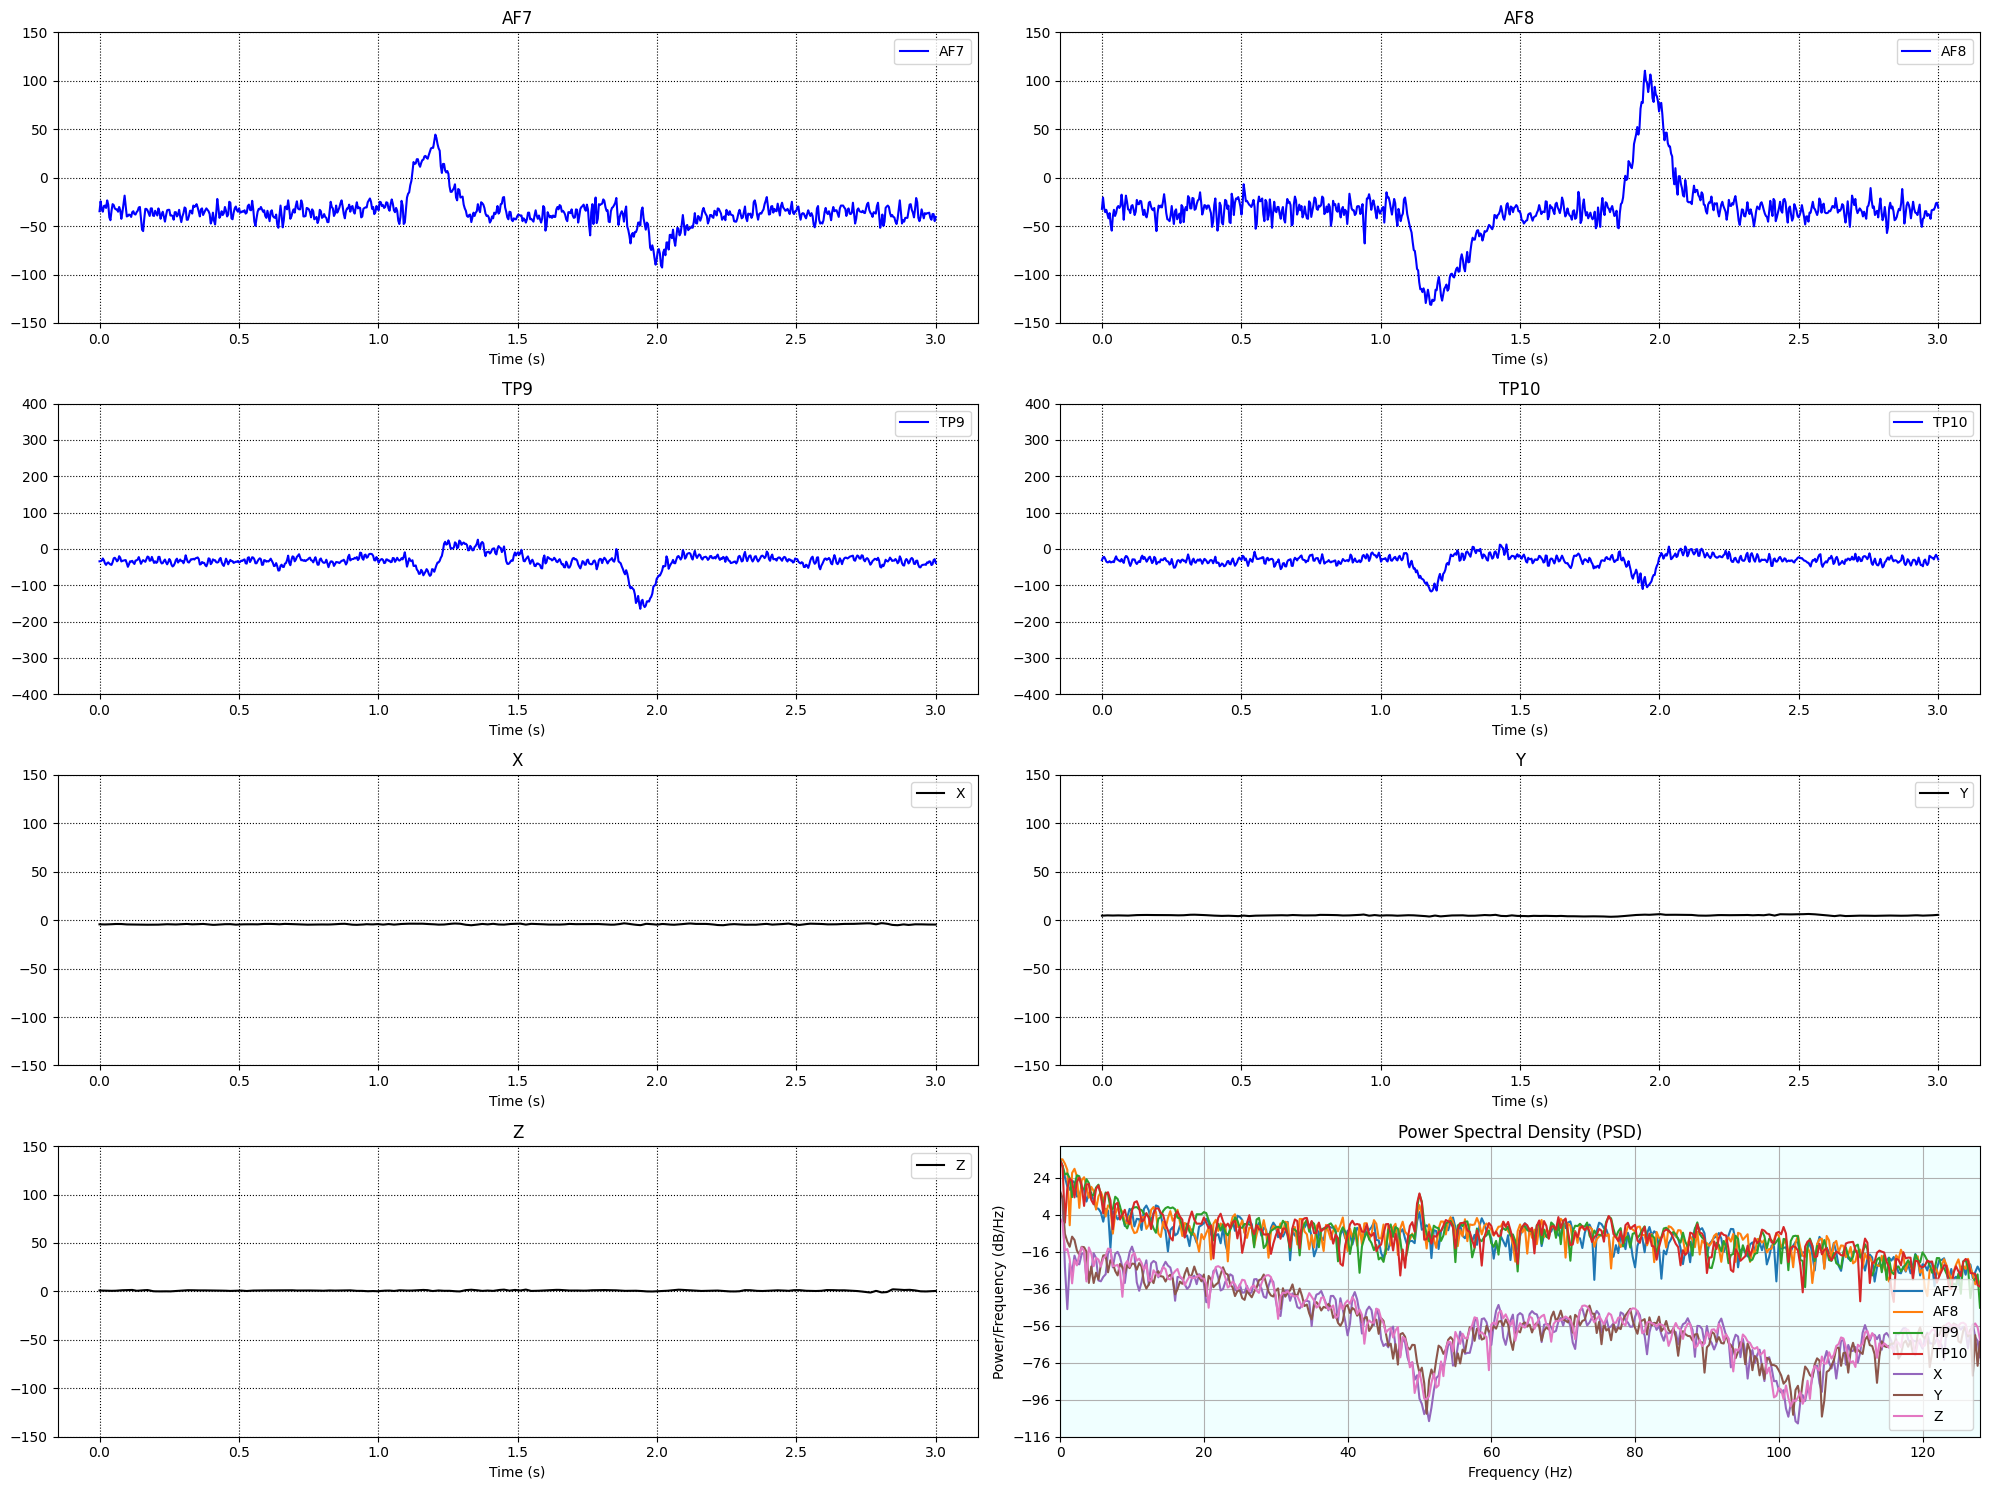 AF7
150
100
50
0
−50
−100
−150
AF7
0.0 0.5 1.0 1.5 2.0 2.5 3.0
Time (s)
AF8
150
100
50
0
−50
−100
−150
AF8
0.0 0.5 1.0 1.5 2.0 2.5 3.0
Time (s)
TP9
400
300
200
100
0
−100
−200
−300
−400
TP9
0.0 0.5 1.0 1.5 2.0 2.5 3.0
Time (s)
TP10
400
300
200
100
0
−100
−200
−300
−400
TP10
0.0 0.5 1.0 1.5 2.0 2.5 3.0
Time (s)
X
150
100
50
0
−50
−100
−150
X
0.0 0.5 1.0 1.5 2.0 2.5 3.0
Time (s)
Y
150
100
50
0
−50
−100
−150
Y
0.0 0.5 1.0 1.5 2.0 2.5 3.0
Time (s)
Z
150
100
50
0
−50
−100
−150
Z
0.0 0.5 1.0 1.5 2.0 2.5 3.0
Time (s)
Power Spectral Density (PSD)
Power/Frequency (dB/Hz)
24
4
−16
−36
−56
−76
−96
−116
AF7
AF8
TP9
TP10
X
Y
Z
0 20 40 60 80 100 120
Frequency (Hz)